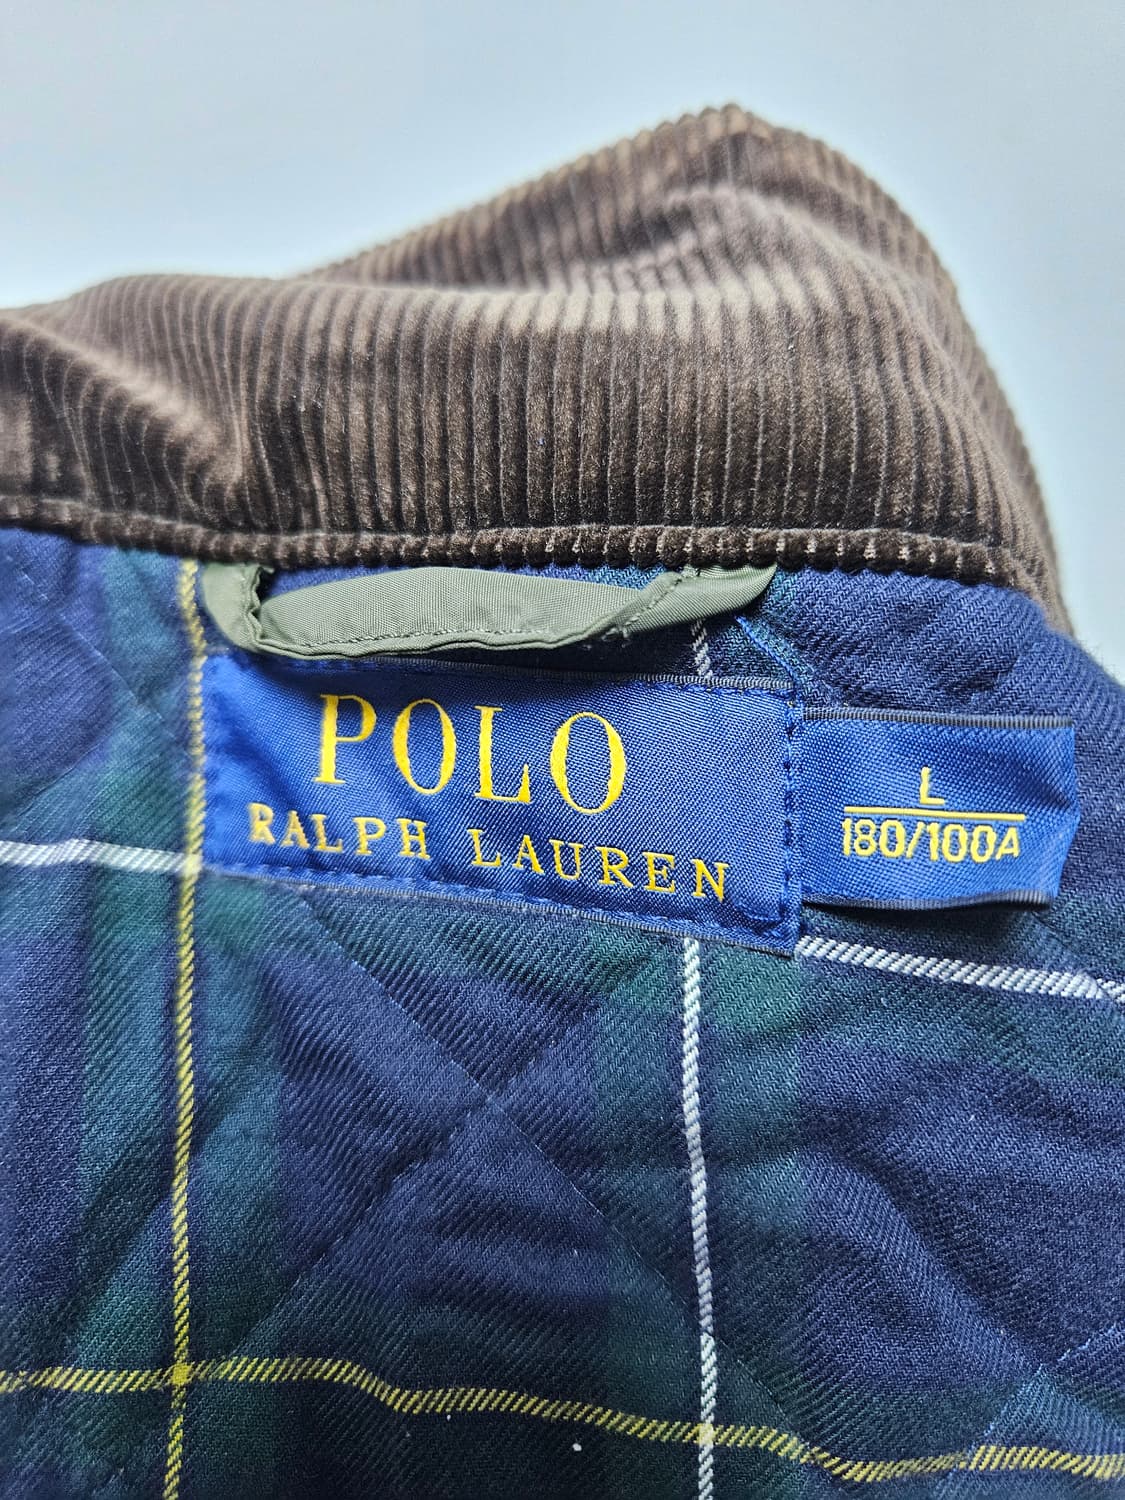 POLO
RALPH LAUREN
L
180/100A